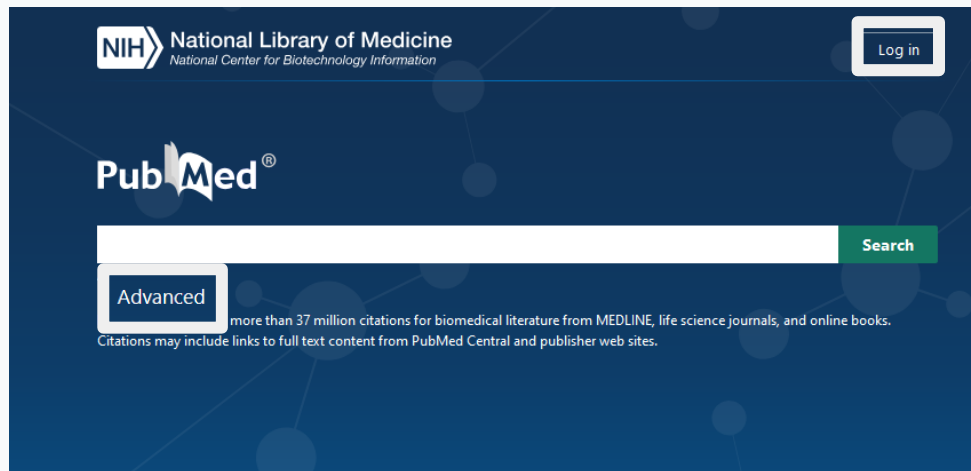 NIH National Library of Medicine
National Center for Biotechnology Information
Log in
PubMed®
Search
Advanced
more than 37 million citations for biomedical literature from MEDLINE, life science journals, and online books.
Citations may include links to full text content from PubMed Central and publisher web sites.